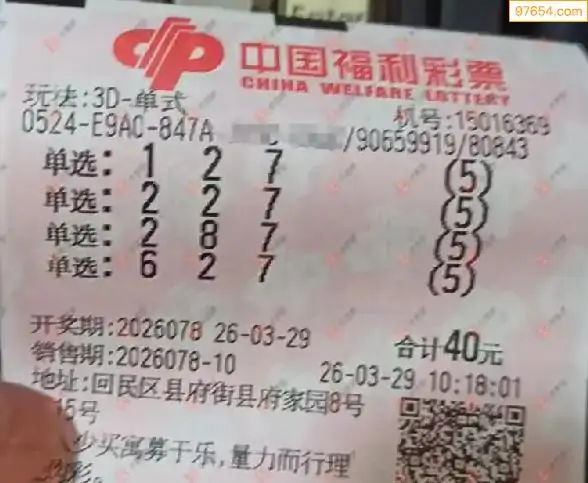 97654.com
中国福利彩票
CHINA WELFARE LOTTERY
玩法:3D-单式
机号:15016369
0524-E9AC-847A /90659919/80843
单选: 1 2 7 (5)
单选: 2 2 7 (5)
单选: 2 8 7 (5)
单选: 6 2 7 (5)
开奖期:2026078 26-03-29
合计40元
销售期:2026078-10 26-03-29 10:18:01
地址:回民区县府街县府家园8号
5号
少买寓募于乐,量力而行理